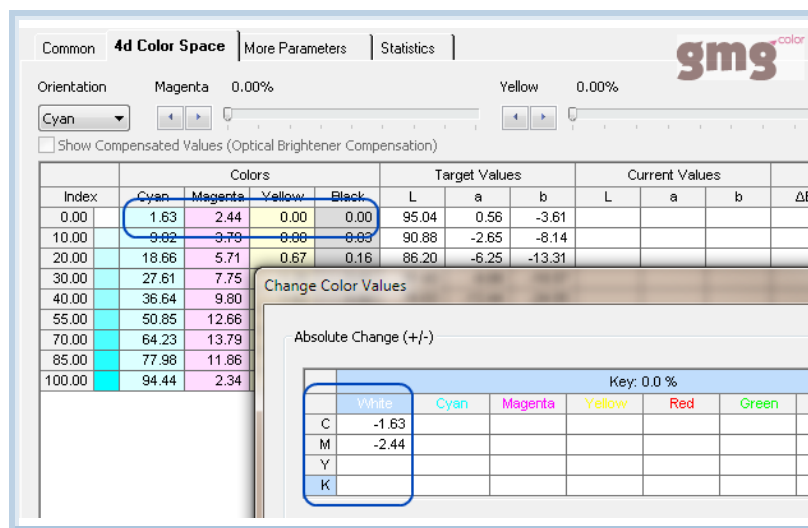 Common 4d Color Space More Parameters Statistics
gmg color
Orientation Magenta 0.00% Yellow 0.00%
Cyan
Show Compensated Values (Optical Brightener Compensation)
Colors Target Values Current Values
Index Cyan Magenta Yellow Black L a b L a b ΔE
0.00 1.63 2.44 0.00 0.00 95.04 0.56 -3.61
10.00 9.82 3.79 90.88 -2.65 -8.14
20.00 18.66 5.71 0.67 0.16 86.20 -6.25 -13.31
30.00 27.61 7.75
40.00 36.64 9.80
55.00 50.85 12.66
70.00 64.23 13.79
85.00 77.98 11.86
100.00 94.44 2.34
Change Color Values
Absolute Change (+/-)
Key: 0.0 %
White Cyan Magenta Yellow Red Green
C -1.63
M -2.44
Y
K